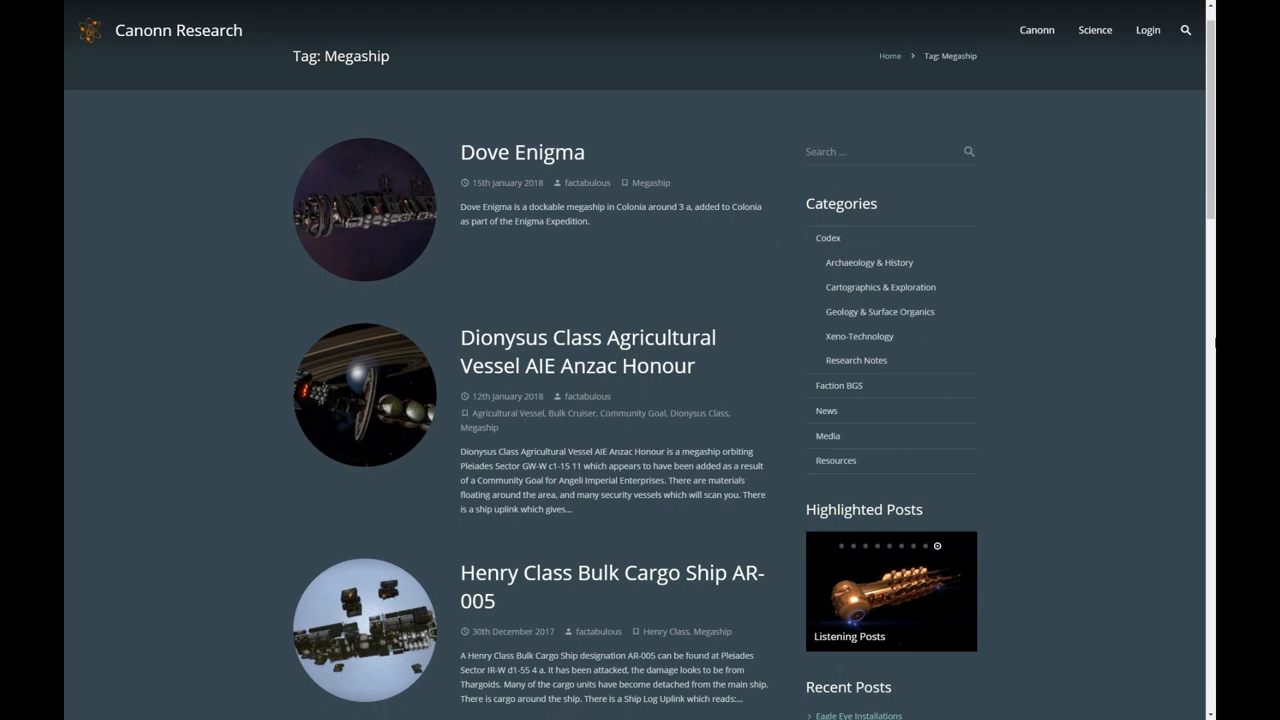 Canonn Research
Canonn
Science
Login
Tag: Megaship
Home > Tag: Megaship
Dove Enigma
15th January 2018 factabulous Megaship
Dove Enigma is a dockable megaship in Colonia around 3 a, added to Colonia
as part of the Enigma Expedition.
Dionysus Class Agricultural
Vessel AIE Anzac Honour
12th January 2018 factabulous
Agricultural Vessel, Bulk Cruiser, Community Goal, Dionysus Class,
Megaship
Dionysus Class Agricultural Vessel AIE Anzac Honour is a megaship orbiting
Pleiades Sector GW-W c1-15 11 which appears to have been added as a result
of a Community Goal for Angeli Imperial Enterprises. There are materials
floating around the area, and many security vessels which will scan you. There
is a ship uplink which gives...
Henry Class Bulk Cargo Ship AR-
005
30th December 2017 factabulous Henry Class, Megaship
A Henry Class Bulk Cargo Ship designation AR-005 can be found at Pleiades
Sector IR-W d1-55 4 a. It has been attacked, the damage looks to be from
Thargoids. Many of the cargo units have become detached from the main ship.
There is cargo around the ship. There is a Ship Log Uplink which reads:...
Search ...
Categories
Codex
Archaeology & History
Cartographics & Exploration
Geology & Surface Organics
Xeno-Technology
Research Notes
Faction BGS
News
Media
Resources
Highlighted Posts
Listening Posts
Recent Posts
> Eagle Eye Installations